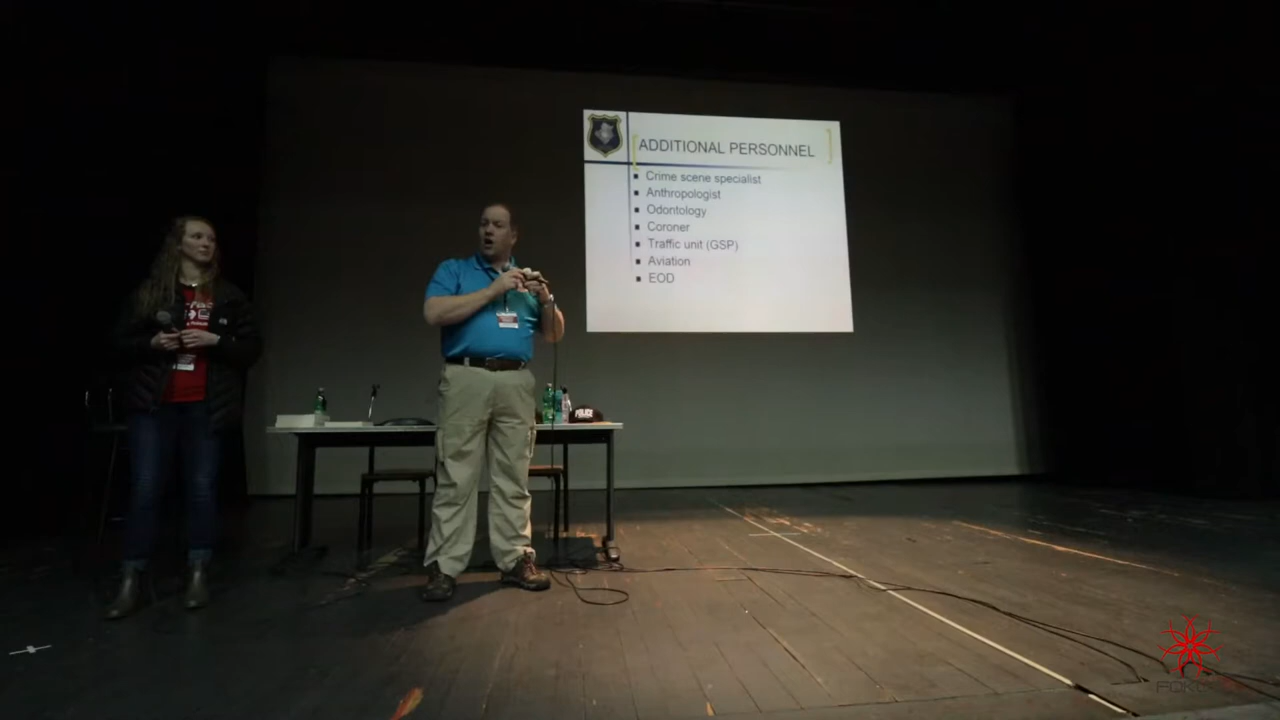 ADDITIONAL PERSONNEL
Crime scene specialist
Anthropologist
Odontology
Coroner
Traffic unit (GSP)
Aviation
EOD
POLICE